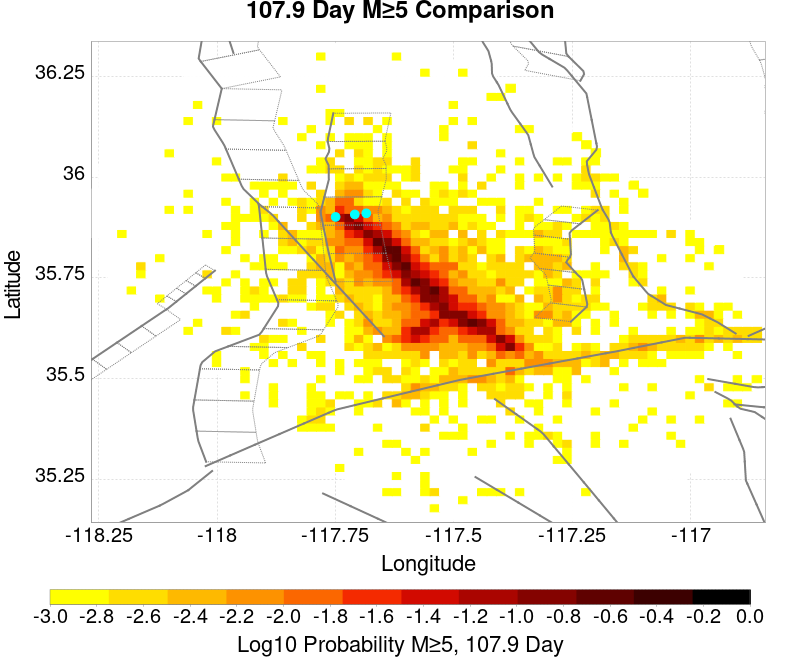 107.9 Day M≥5 Comparison
36.25
36
35.75
35.5
35.25
Latitude
-118.25 -118 -117.75 -117.5 -117.25 -117
Longitude
-3.0 -2.8 -2.6 -2.4 -2.2 -2.0 -1.8 -1.6 -1.4 -1.2 -1.0 -0.8 -0.6 -0.4 -0.2 0.0
Log10 Probability M≥5, 107.9 Day